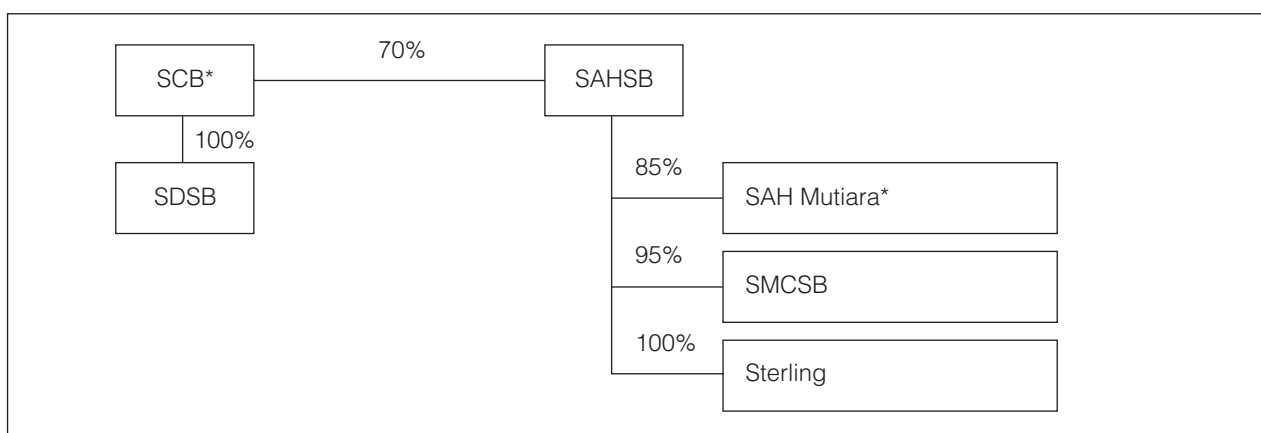 70%
SCB*
SAHSB
100%
85%
SDSB
SAH Mutiara*
95%
SMCSB
100%
Sterling